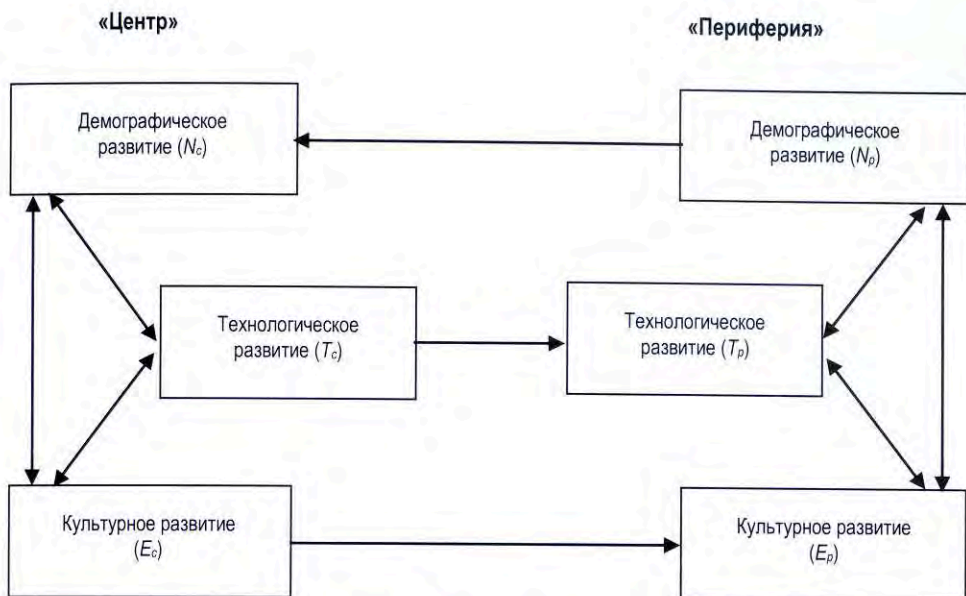 «Центр»
«Периферия»
Демографическое
развитие (Nc)
Демографическое
развитие (Np)
Технологическое
развитие (Tc)
Технологическое
развитие (Tp)
Культурное развитие
(Ec)
Культурное развитие
(Ep)